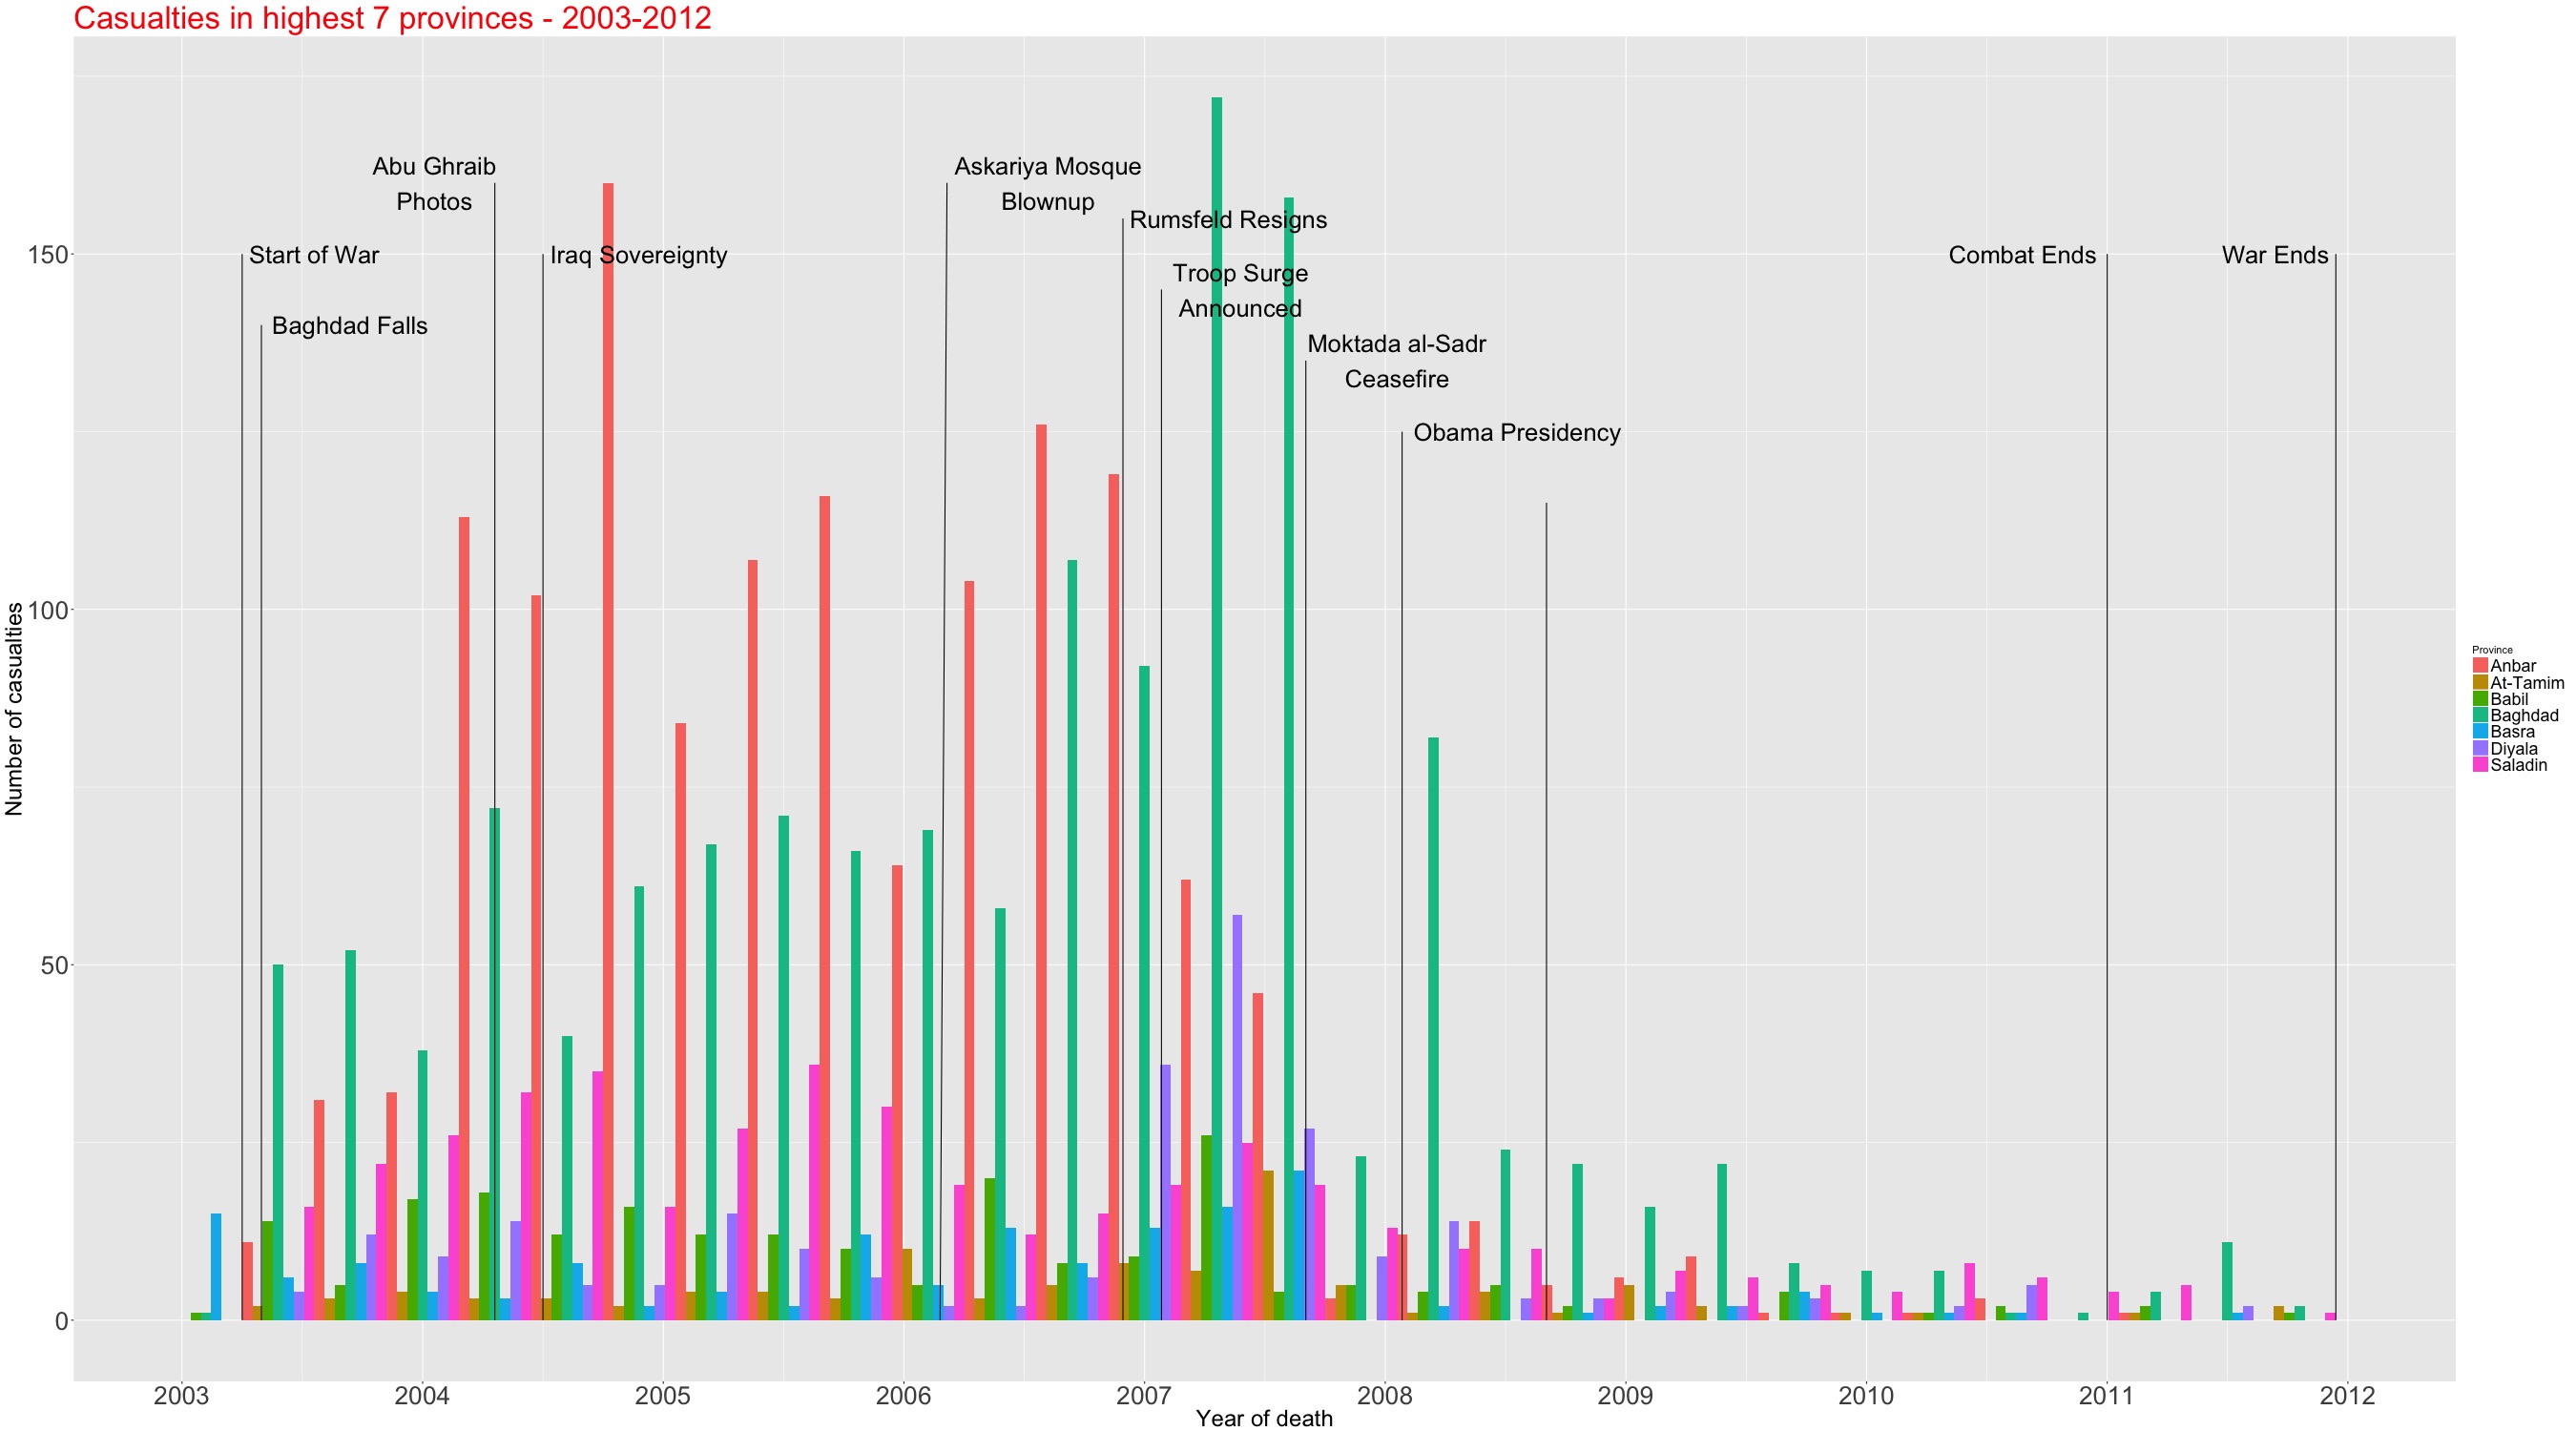 Casualties in highest 7 provinces - 2003-2012
Abu Ghraib
Photos
Askariya Mosque
Blownup
Rumsfeld Resigns
150
Start of War
Iraq Sovereignty
Combat Ends
War Ends
Troop Surge
Announced
Baghdad Falls
Moktada al-Sadr
Ceasefire
Obama Presidency
100
50
0
Number of casualties
Province
Anbar
At-Tamim
Babil
Baghdad
Basra
Diyala
Saladin
2003 2004 2005 2006 2007 2008 2009 2010 2011 2012
Year of death